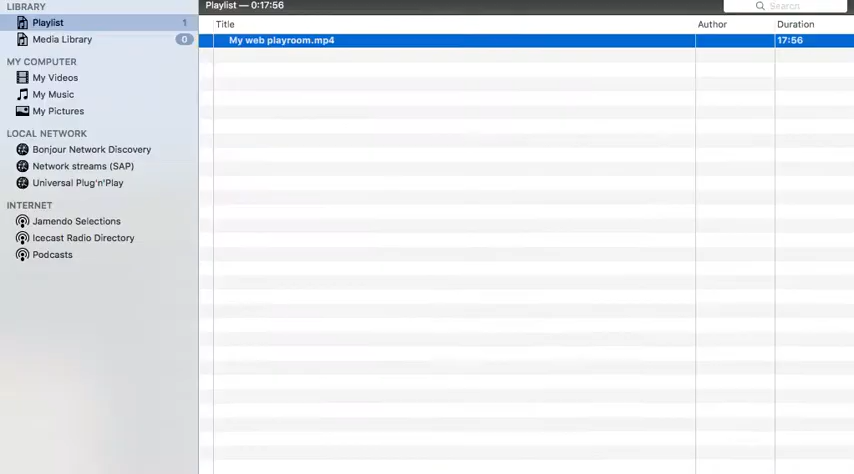 LIBRARY
Playlist 1
Media Library 0
MY COMPUTER
My Videos
My Music
My Pictures
LOCAL NETWORK
Bonjour Network Discovery
Network streams (SAP)
Universal Plug'n'Play
INTERNET
Jamendo Selections
Icecast Radio Directory
Podcasts
Playlist — 0:17:56
Search
Title Author Duration
My web playroom.mp4 17:56